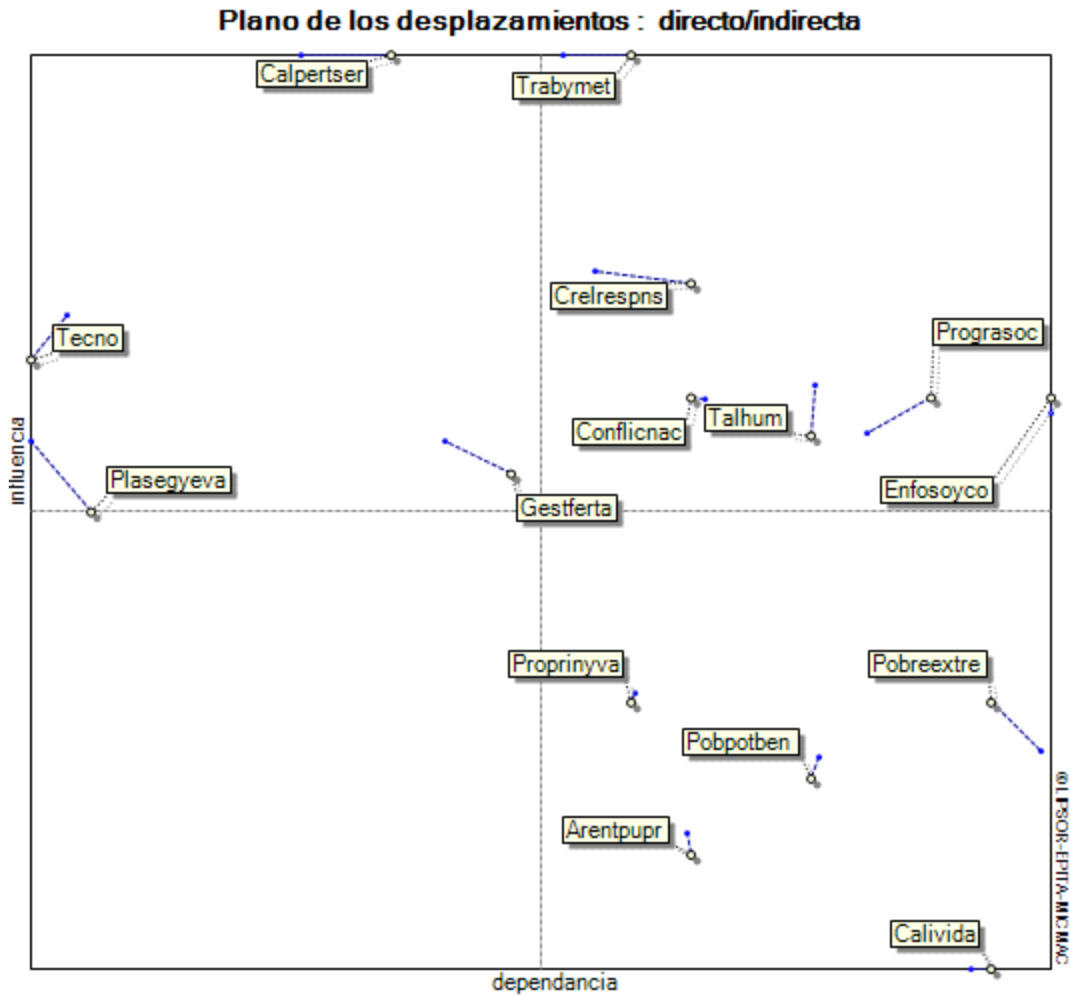 Plano de los desplazamientos : directo/indirecta
Calpertser
Trabymet
Crelrespns
Tecno
Prograsoc
Conflicnac
Talhum
Plasegyeva
Enfosoyco
Gestferta
influencia
Proprinyva
Pobreextre
Pobpotben
Arentpupr
Calivida
dependancia
© LIPSOR-EPITA-MICMAC